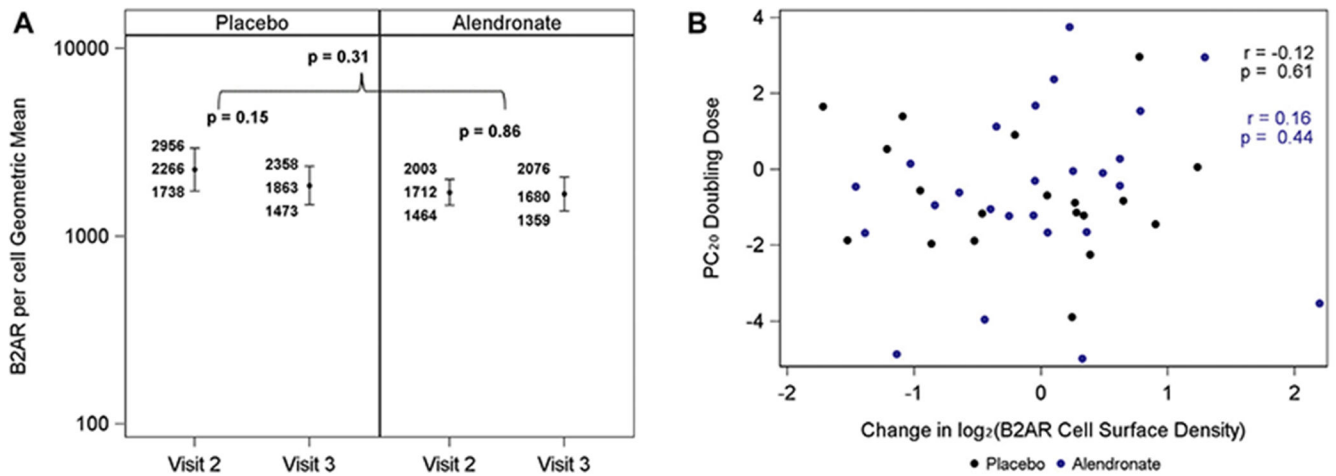 A
Placebo
Alendronate
10000
1000
100
B2AR per cell Geometric Mean
p = 0.31
p = 0.15
p = 0.86
2956
2266
1738
2358
1863
1473
2003
1712
1464
2076
1680
1359
Visit 2
Visit 3
Visit 2
Visit 3
B
4
2
0
-2
-4
PC₂₀ Doubling Dose
r = -0.12
p = 0.61
r = 0.16
p = 0.44
-2
-1
0
1
2
Change in log₂(B2AR Cell Surface Density)
Placebo
Alendronate